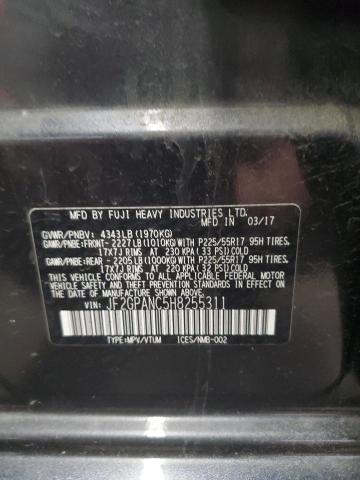 MFD. BY FUJI HEAVY INDUSTRIES LTD.
MADE IN JAPAN 03/17
GVWR/PNBV: 4343LB(1970KG)
GAWR/PNBE:FRONT- 2227LB(1010KG)WITH P225/55R17 95H TIRES,
17X7J RIMS AT 230 KPA (33 PSI)COLD
GAWR/PNBE:REAR - 2205LB(1000KG)WITH P225/55R17 95H TIRES,
17X7J RIMS AT 220 KPA (32 PSI)COLD
THIS VEHICLE CONFORMS TO ALL APPLICABLE FEDERAL MOTOR
VEHICLE SAFETY, BUMPER, AND THEFT PREVENTION STANDARDS
IN EFFECT ON THE DATE OF MANUFACTURE SHOWN ABOVE.
VIN: JF2GPANC5H8255311
TYPE:MPV/VTUM ICES/NMB-002